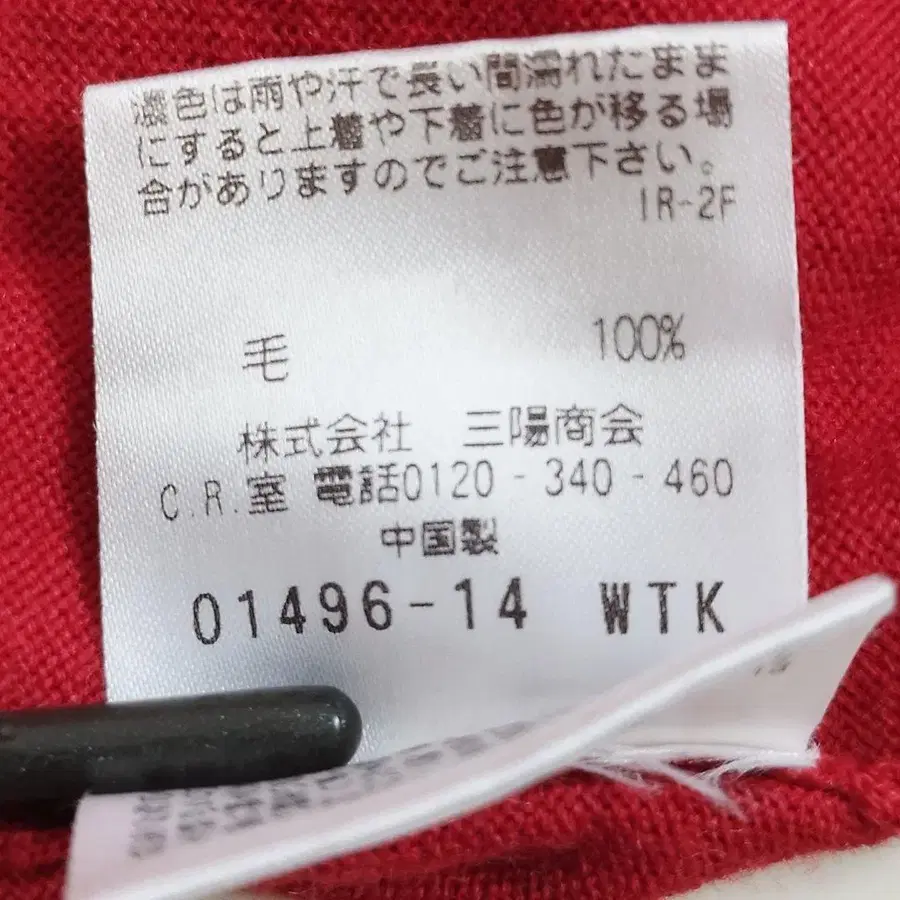 濃色は雨や汗で長い間濡れたまま
にすると上着や下着に色が移る場
合がありますのでご注意下さい。
IR-2F
毛 100%
株式会社 三陽商会
C.R.室 電話0120-340-460
中国製
01496-14 WTK